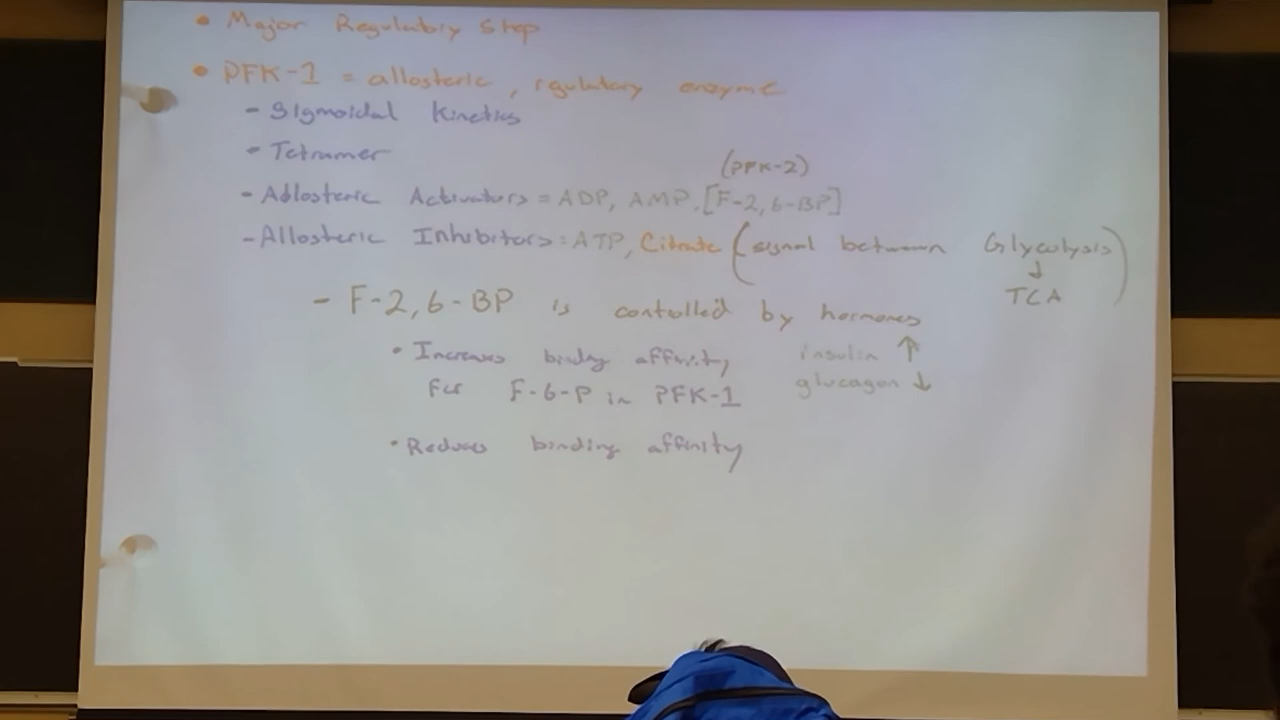 • Major Regulatory Step
• PFK-1 = allosteric, regulatory enzyme
- Sigmoidal Kinetics
- Tetramer
(PFK-2)
- Allosteric Activators = ADP, AMP, [F-2,6-BP]
- Allosteric Inhibitors: ATP, Citrate (signal between Glycolysis)
↓
TCA
- F-2,6-BP is controlled by hormones
• Increases binding affinity
for F-6-P in PFK-1
insulin ↑
glucagon ↓
• Reduces binding affinity